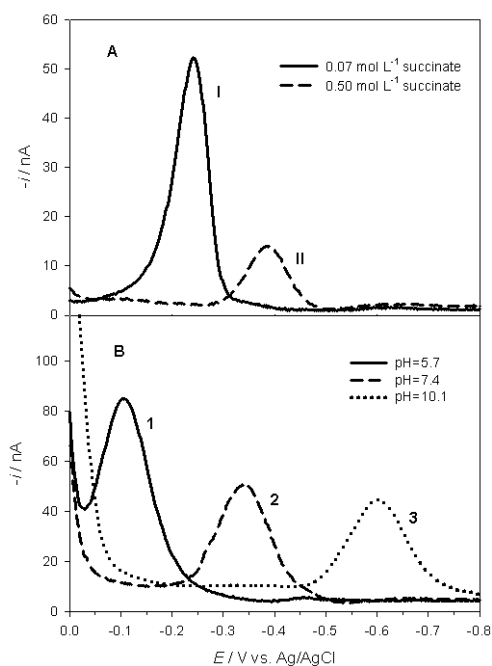 60
50
40
30
20
10
0
-i / nA
A
I
II
0.07 mol L⁻¹ succinate
0.50 mol L⁻¹ succinate
100
80
60
40
20
0
-i / nA
B
1
2
3
pH=5.7
pH=7.4
pH=10.1
0.0 -0.1 -0.2 -0.3 -0.4 -0.5 -0.6 -0.7 -0.8
E / V vs. Ag/AgCl